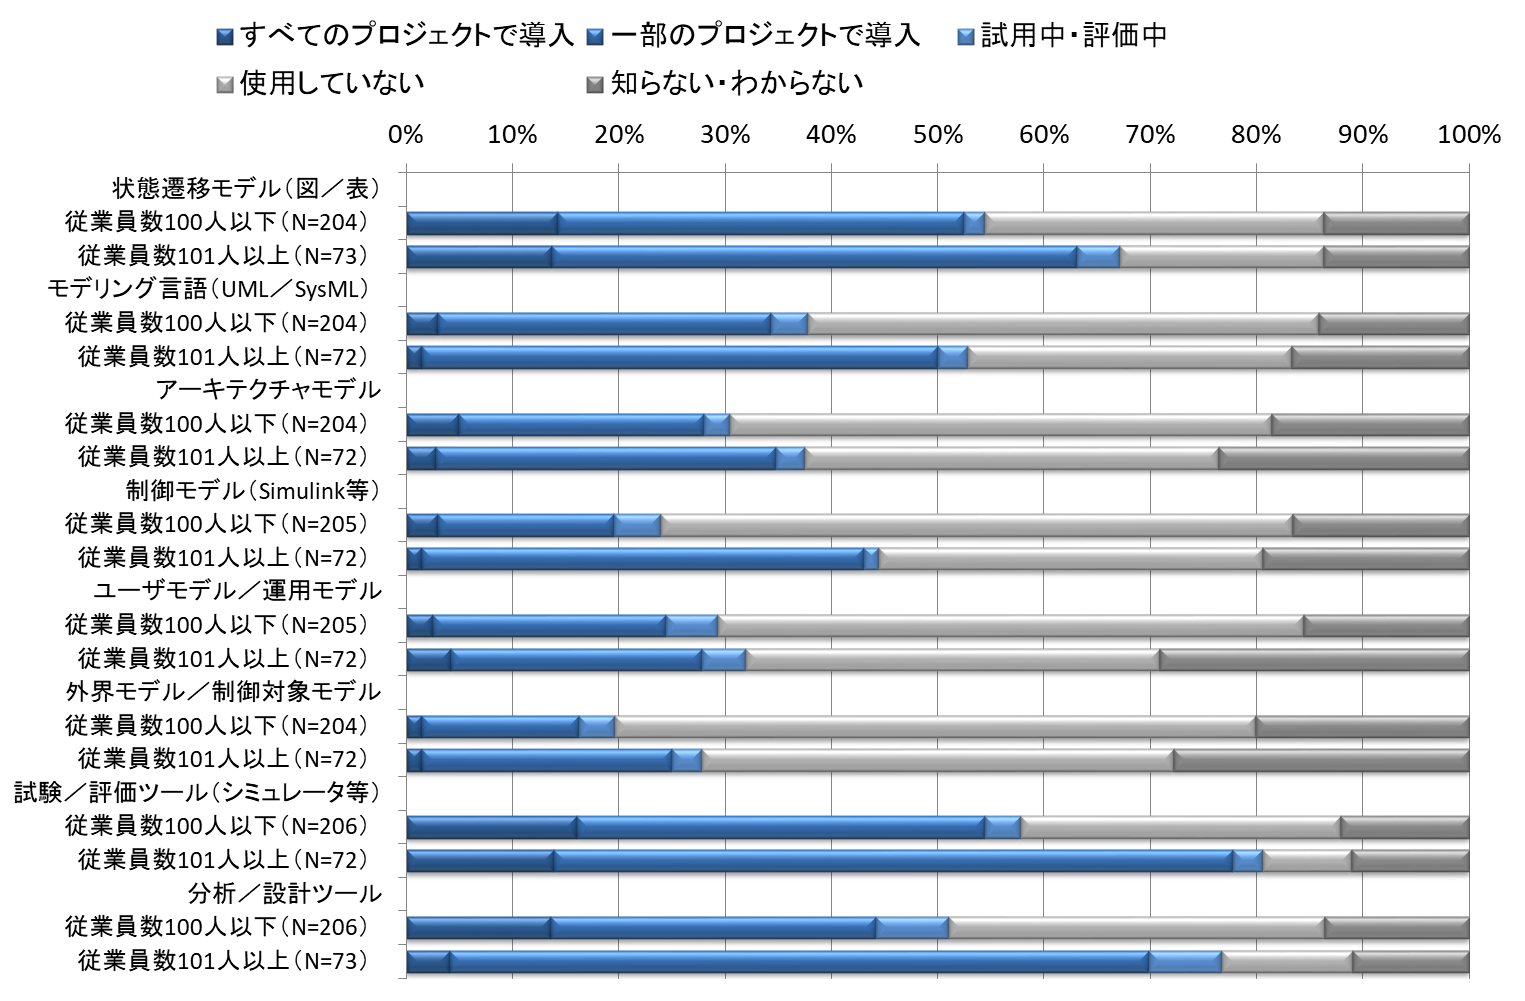 すべてのプロジェクトで導入 一部のプロジェクトで導入 試用中・評価中
使用していない 知らない・わからない
0% 10% 20% 30% 40% 50% 60% 70% 80% 90% 100%
状態遷移モデル（図／表）
従業員数100人以下（N=204）
従業員数101人以上（N=73）
モデリング言語（UML／SysML）
従業員数100人以下（N=204）
従業員数101人以上（N=72）
アーキテクチャモデル
従業員数100人以下（N=204）
従業員数101人以上（N=72）
制御モデル（Simulink等）
従業員数100人以下（N=205）
従業員数101人以上（N=72）
ユーザモデル／運用モデル
従業員数100人以下（N=205）
従業員数101人以上（N=72）
外界モデル／制御対象モデル
従業員数100人以下（N=204）
従業員数101人以上（N=72）
試験／評価ツール（シミュレータ等）
従業員数100人以下（N=206）
従業員数101人以上（N=72）
分析／設計ツール
従業員数100人以下（N=206）
従業員数101人以上（N=73）